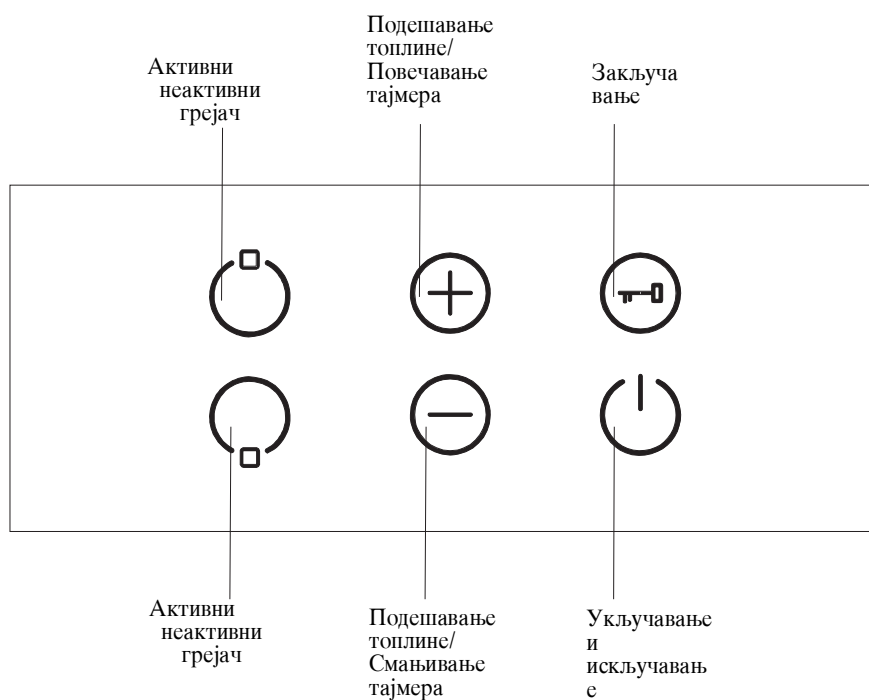 Активни
неактивни
грејач
Подешавање
топлине/
Повечавање
тајмера
Закључа
вање
Активни
неактивни
грејач
Подешавање
топлине/
Смањивање
тајмера
Укључавање
и
искључавањ
е